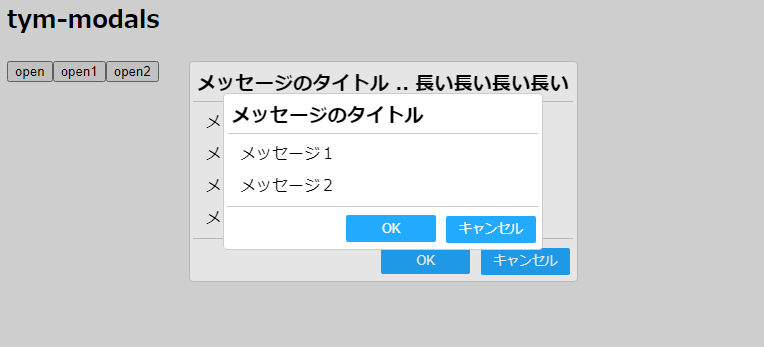 tym-modals
open open1 open2
メッセージのタイトル .. 長い長い長い長い
メ
メ
メ
メ
OK キャンセル
メッセージのタイトル
メッセージ１
メッセージ２
OK キャンセル